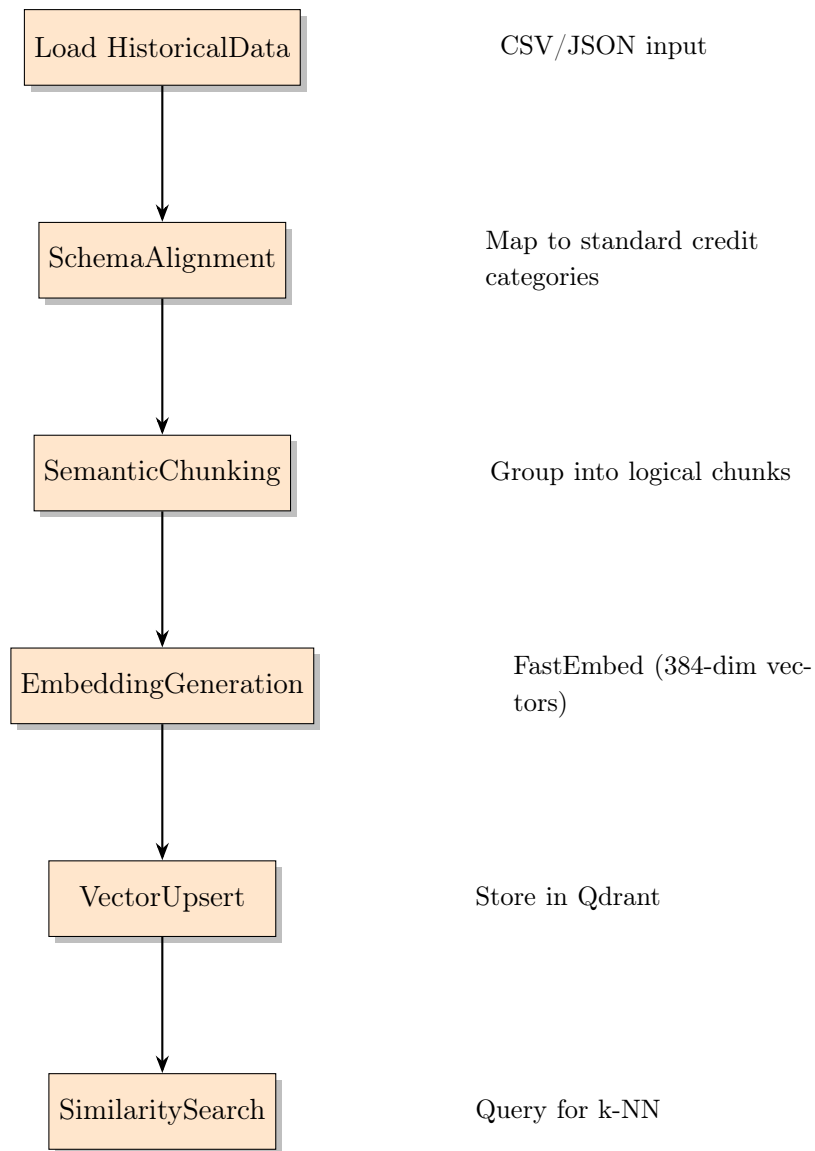 Load HistoricalData
CSV/JSON input
SchemaAlignment
Map to standard credit
categories
SemanticChunking
Group into logical chunks
EmbeddingGeneration
FastEmbed (384-dim vec-
tors)
VectorUpsert
Store in Qdrant
SimilaritySearch
Query for k-NN